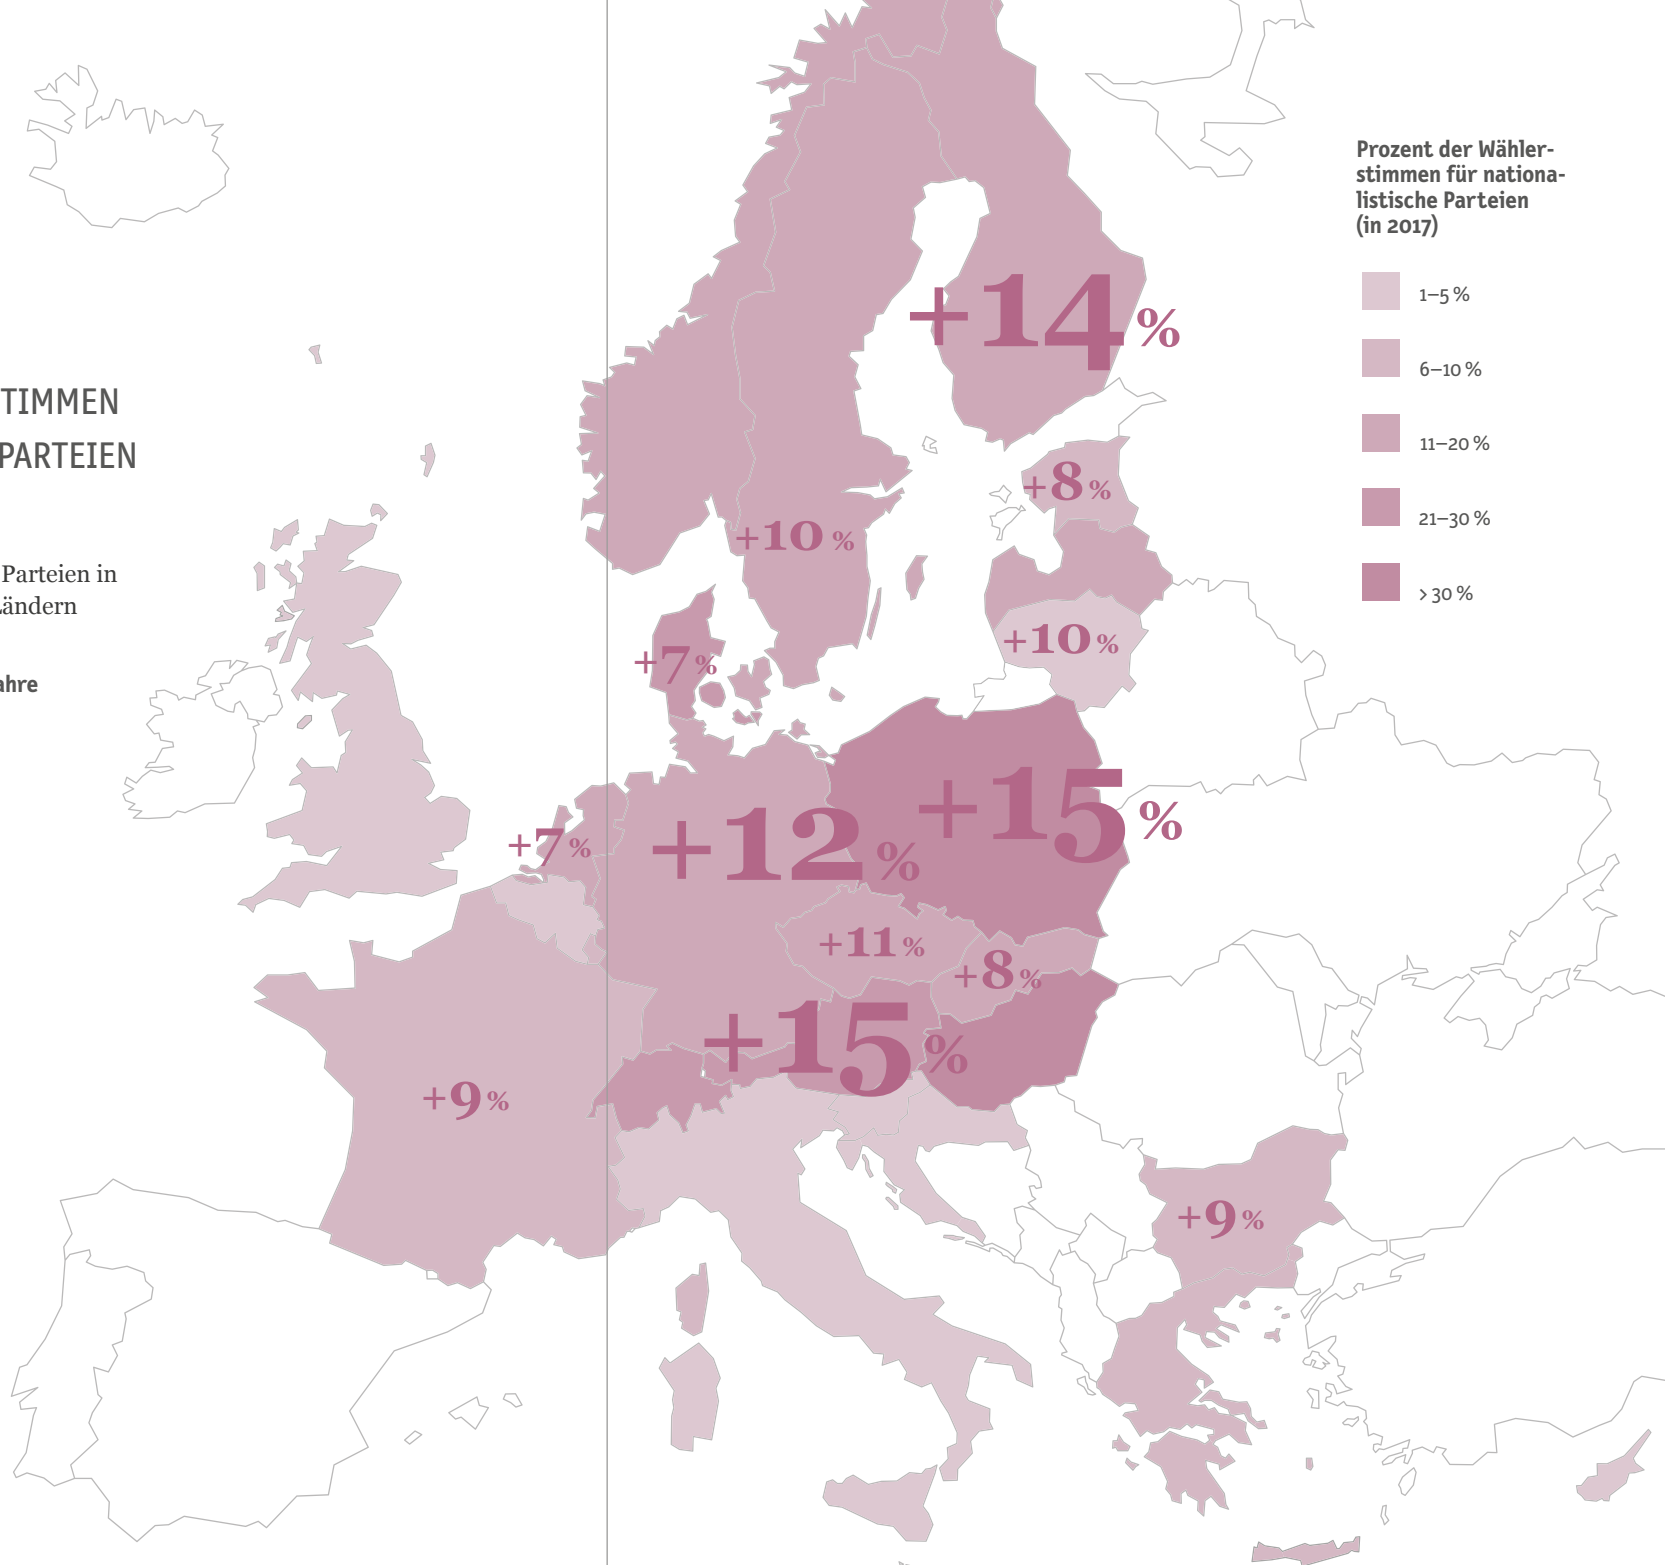 TIMMEN
PARTEIEN
Parteien in
Ländern
ahre
Prozent der Wähler-
stimmen für nationa-
listische Parteien
(in 2017)
1–5 %
6–10 %
11–20 %
21–30 %
> 30 %
+14 %
+8 %
+10 %
+10 %
+7 %
+15 %
+12 %
+7 %
+11 %
+8 %
+15 %
+9 %
+9 %